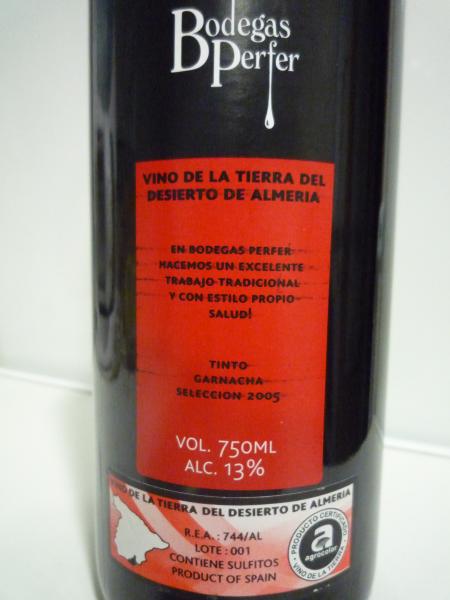 Bodegas
Perfer
VINO DE LA TIERRA DEL
DESIERTO DE ALMERIA
EN BODEGAS PERFER
HACEMOS UN EXCELENTE
TRABAJO TRADICIONAL
Y CON ESTILO PROPIO
SALUD!
TINTO
GARNACHA
SELECCION 2005
VOL. 750ML
ALC. 13%
VINO DE LA TIERRA DEL DESIERTO DE ALMERIA
R.E.A. : 744/AL
LOTE : 001
CONTIENE SULFITOS
PRODUCT OF SPAIN
PRODUCTO CERTIFICADO
a
agrocolor
VINO DE LA TIERRA